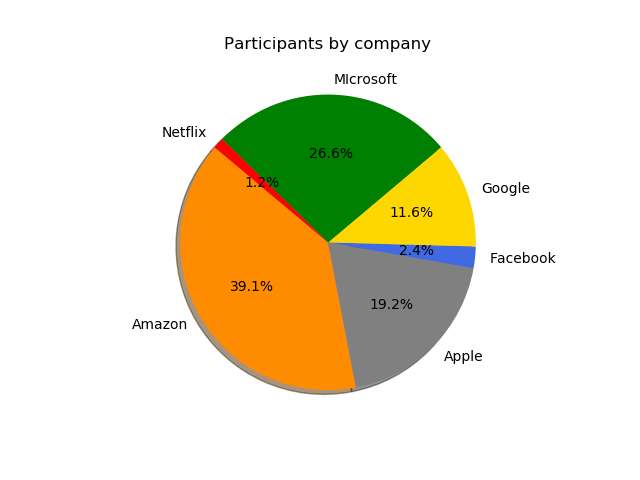 Participants by company
MIcrosoft
Netflix
26.6%
1.2%
Google
11.6%
2.4%
Facebook
39.1%
19.2%
Amazon
Apple